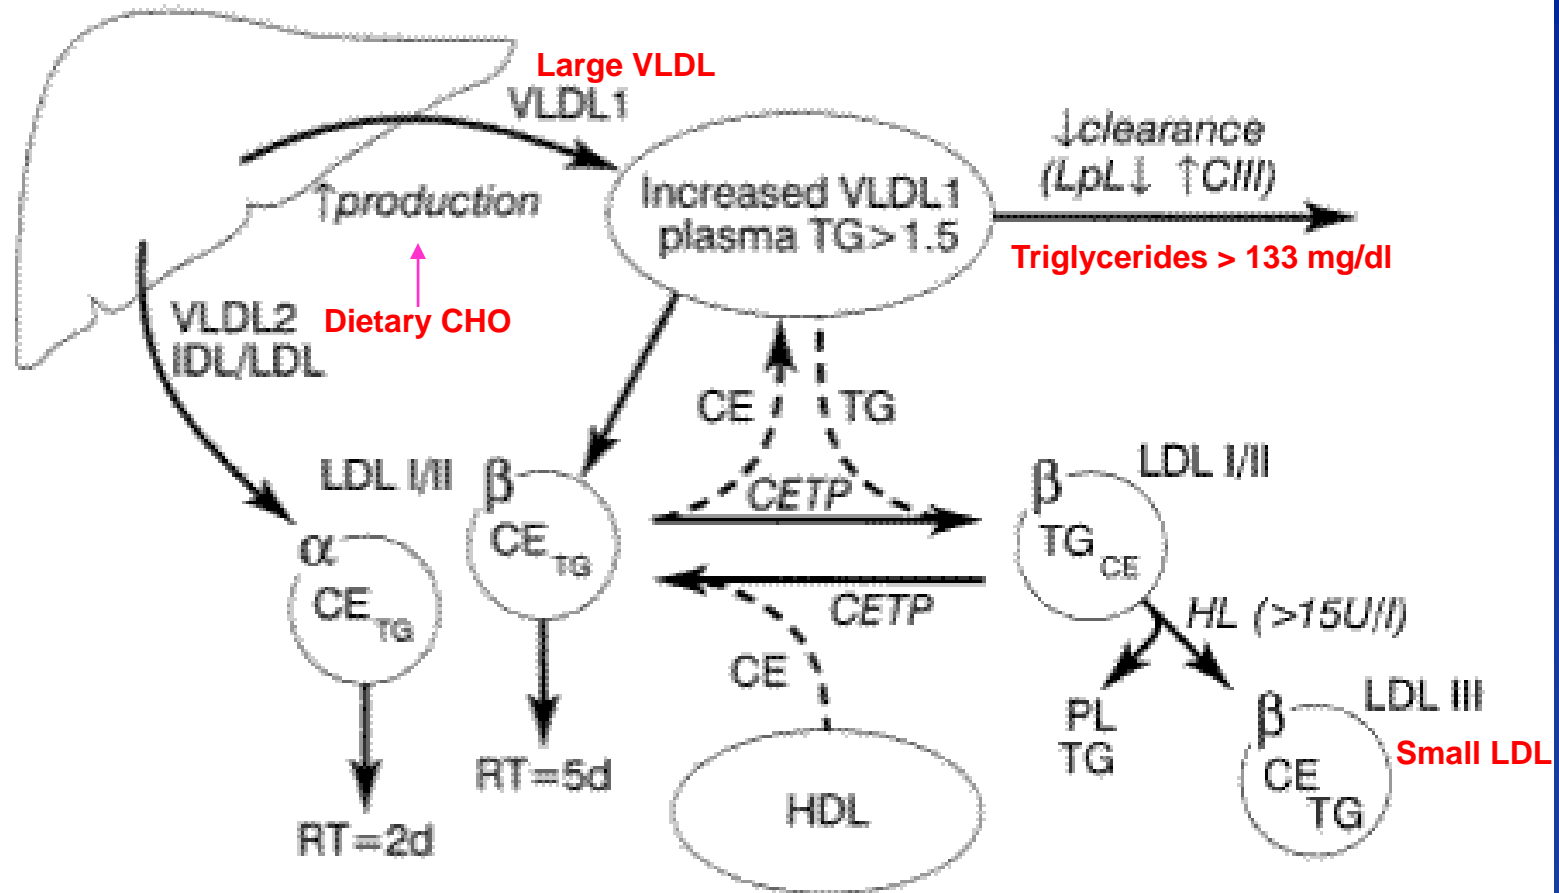 Large VLDL
VLDL1
↑production
Dietary CHO
Increased VLDL1
plasma TG>1.5
↓clearance
(LpL↓ ↑CIII)
Triglycerides > 133 mg/dl
VLDL2
IDL/LDL
CE
TG
LDL I/II
β
CE TG
α
CE TG
CETP
LDL I/II
β
TG CE
CETP
HL (>15U/l)
CE
RT=5d
RT=2d
HDL
PL
TG
LDL III
β
Small LDL
CE
TG